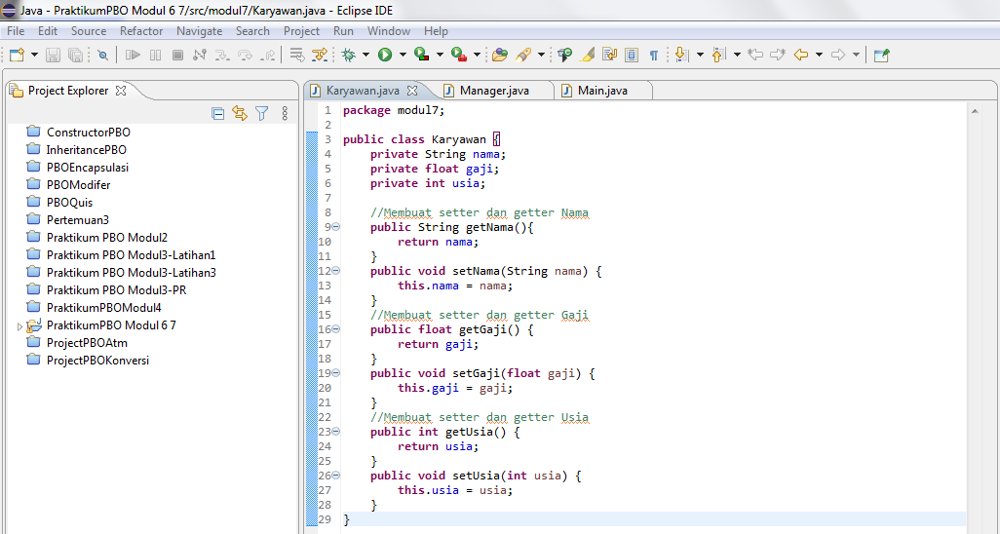 Java - PraktikumPBO Modul 6 7/src/modul7/Karyawan.java - Eclipse IDE
File Edit Source Refactor Navigate Search Project Run Window Help
Project Explorer
ConstructorPBO
InheritancePBO
PBOEncapsulasi
PBOModifer
PBOQuis
Pertemuan3
Praktikum PBO Modul2
Praktikum PBO Modul3-Latihan1
Praktikum PBO Modul3-Latihan3
Praktikum PBO Modul3-PR
PraktikumPBOModul4
PraktikumPBO Modul 6 7
ProjectPBOAtm
ProjectPBOKonversi
Karyawan.java Manager.java Main.java
1 package modul7;
2
3 public class Karyawan {
4 private String nama;
5 private float gaji;
6 private int usia;
7
8 //Membuat setter dan getter Nama
9 public String getNama(){
10 return nama;
11 }
12 public void setNama(String nama) {
13 this.nama = nama;
14 }
15 //Membuat setter dan getter Gaji
16 public float getGaji() {
17 return gaji;
18 }
19 public void setGaji(float gaji) {
20 this.gaji = gaji;
21 }
22 //Membuat setter dan getter Usia
23 public int getUsia() {
24 return usia;
25 }
26 public void setUsia(int usia) {
27 this.usia = usia;
28 }
29 }